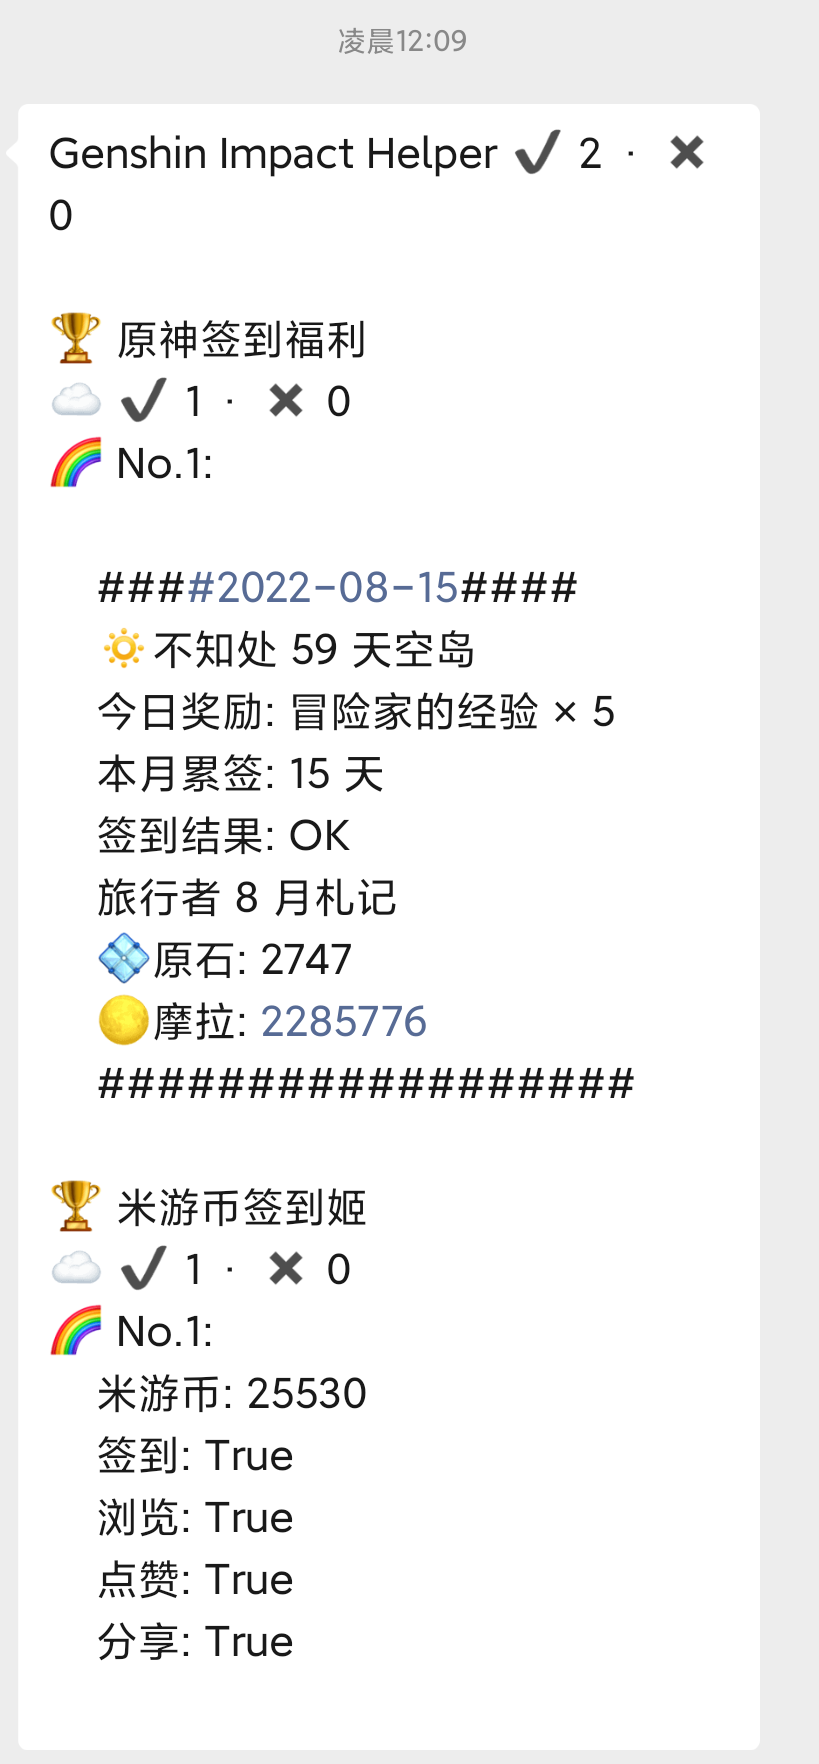 凌晨12:09
Genshin Impact Helper ✔ 2 · ✖
0
🏆 原神签到福利
☁️ ✔ 1 · ✖ 0
🌈 No.1:
####2022-08-15####
🔅不知处 59 天空岛
今日奖励: 冒险家的经验 × 5
本月累签: 15 天
签到结果: OK
旅行者 8 月札记
💠原石: 2747
🌕摩拉: 2285776
##################
🏆 米游币签到姬
☁️ ✔ 1 · ✖ 0
🌈 No.1:
米游币: 25530
签到: True
浏览: True
点赞: True
分享: True